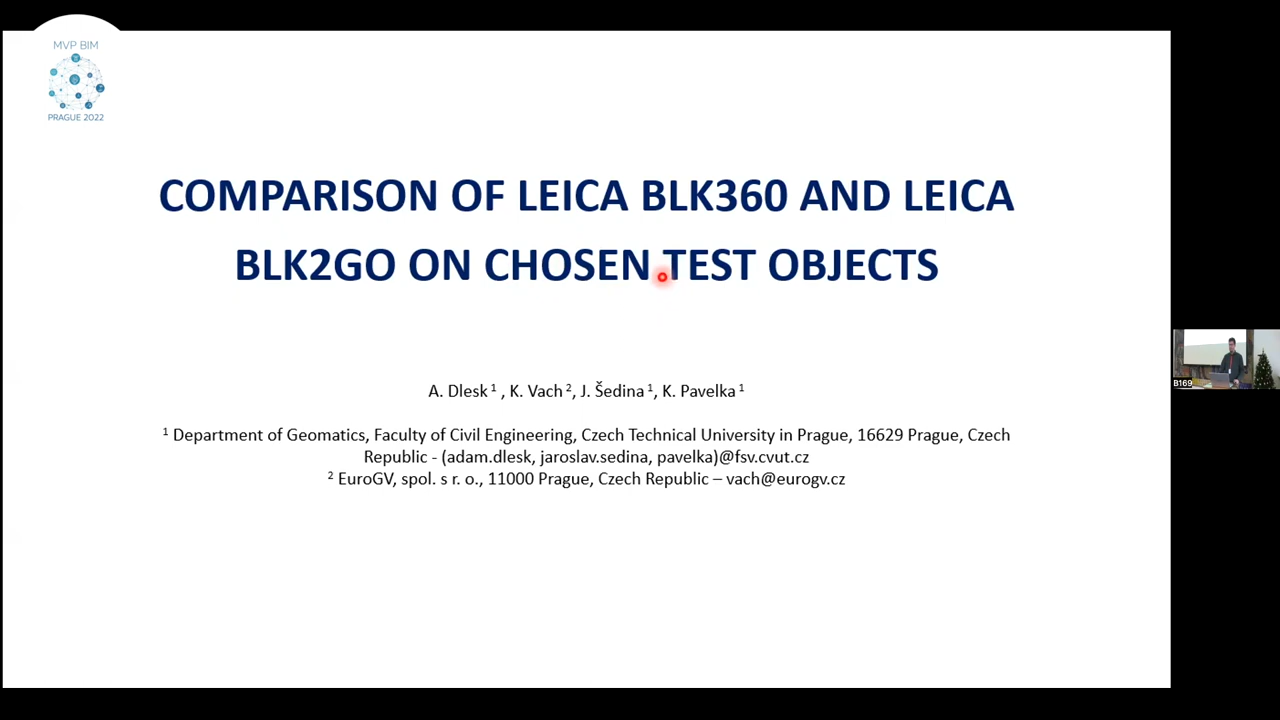 MVP BIM
PRAGUE 2022
COMPARISON OF LEICA BLK360 AND LEICA
BLK2GO ON CHOSEN TEST OBJECTS
A. Dlesk ¹ , K. Vach ², J. Šedina ¹, K. Pavelka ¹
¹ Department of Geomatics, Faculty of Civil Engineering, Czech Technical University in Prague, 16629 Prague, Czech
Republic - (adam.dlesk, jaroslav.sedina, pavelka)@fsv.cvut.cz
² EuroGV, spol. s r. o., 11000 Prague, Czech Republic – vach@eurogv.cz
B169